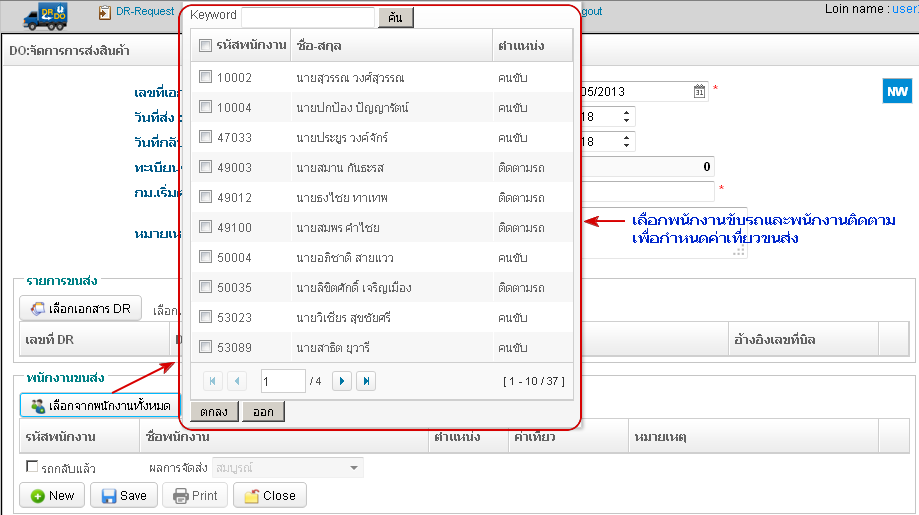 DR DO
DR-Request
gout
Loin name : user
DO:จัดการการส่งสินค้า
Keyword ค้น
รหัสพนักงาน ชื่อ-สกุล ตำแหน่ง
10002 นายสุวรรณ วงศ์สุวรรณ คนขับ
10004 นายปกป้อง ปัญญารัตน์ คนขับ
47033 นายประยูร วงค์จักร์ คนขับ
49003 นายสมาน กันธะรส ติดตามรถ
49012 นายธงไชย ทาเทพ ติดตามรถ
49100 นายสมพร คำไชย ติดตามรถ
50004 นายอภิชาติ สายแวว คนขับ
50035 นายลิขิตศักดิ์ เจริญเมือง ติดตามรถ
53023 นายวิเชียร สุขชัยศรี คนขับ
53089 นายสาธิต ยุวารี คนขับ
1 / 4 [ 1 - 10 / 37 ]
ตกลง ออก
เลขที่เอ 05/2013 *
NW
วันที่ส่ง : 18
วันที่กลั 18
ทะเบียน 0
กม.เริ่ม *
หมายเห
เลือกพนักงานขับรถและพนักงานติดตาม
เพื่อกำหนดค่าเที่ยวขนส่ง
รายการขนส่ง
เลือกเอกสาร DR เลือก
เลขที่ DR D อ้างอิงเลขที่บิล
พนักงานขนส่ง
เลือกจากพนักงานทั้งหมด
รหัสพนักงาน ชื่อพนักงาน ตำแหน่ง ค่าเที่ยว หมายเหตุ
รถกลับแล้ว ผลการจัดส่ง สมบูรณ์
New Save Print Close